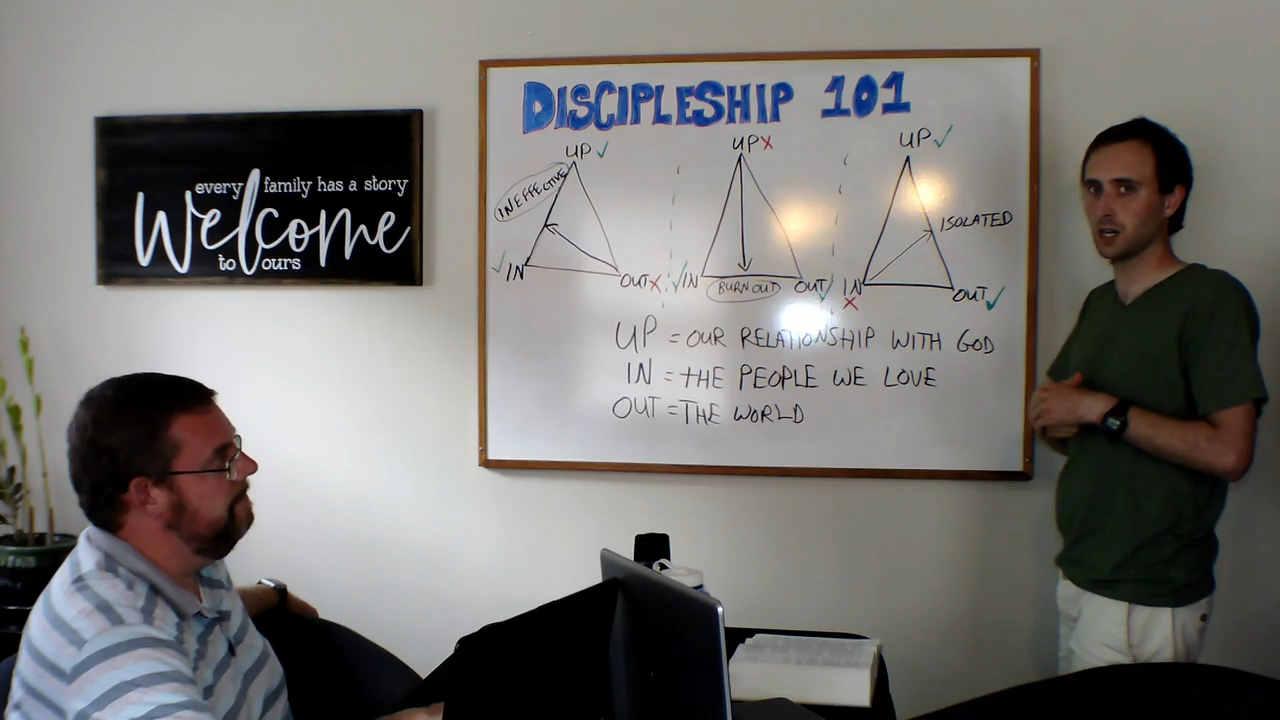 every family has a story
Welcome
to ours
DISCIPLESHIP 101
UP ✓
INEFFECTIVE
✓ IN
OUT X
UP X
✓ IN
BURN OUT
OUT ✓
UP ✓
ISOLATED
IN
X
OUT ✓
UP = OUR RELATIONSHIP WITH GOD
IN = THE PEOPLE WE LOVE
OUT = THE WORLD